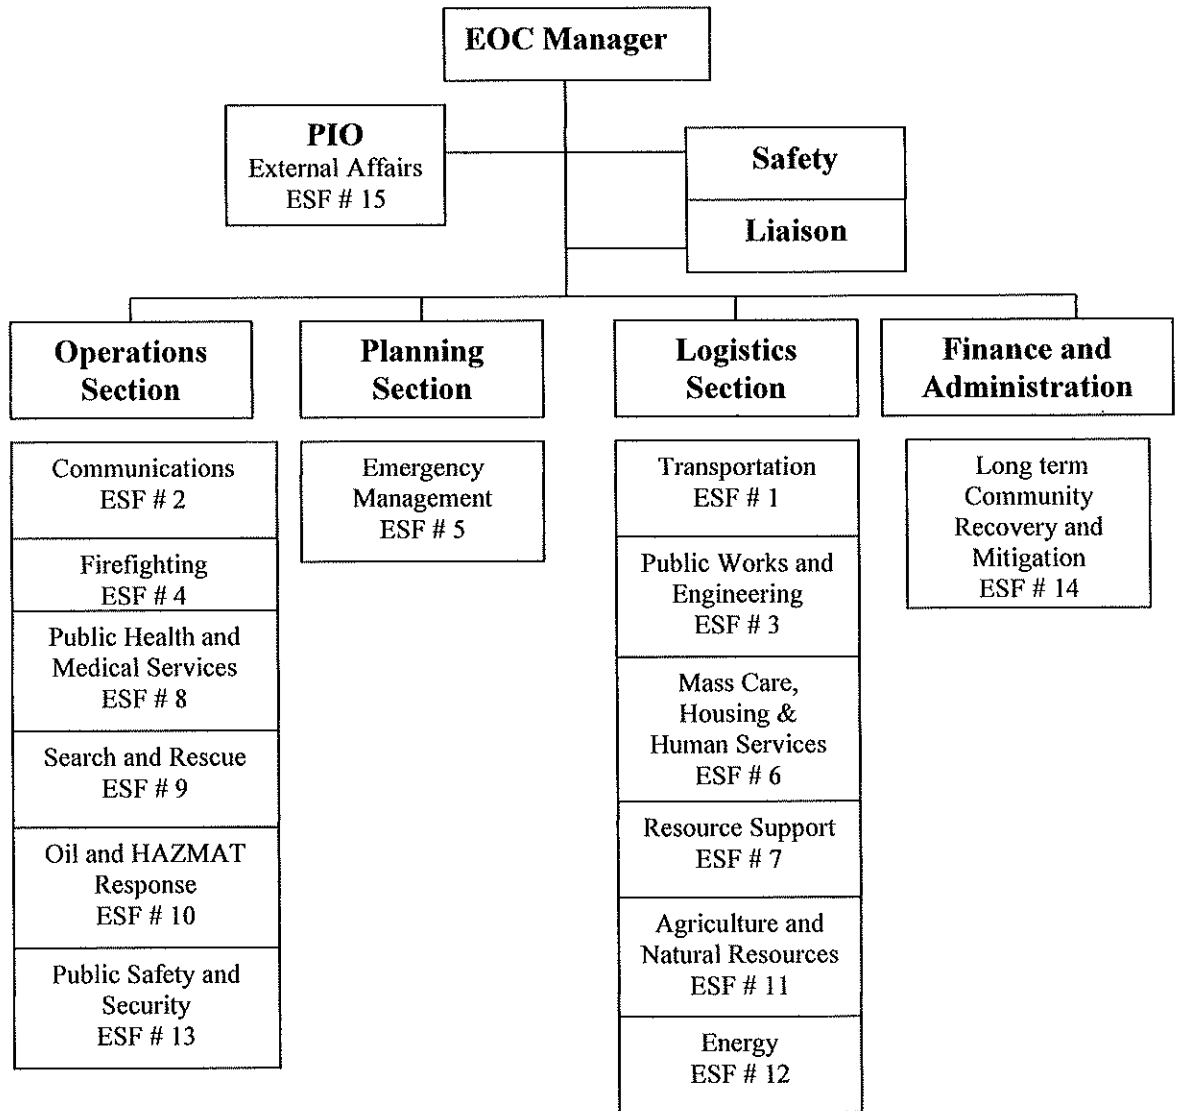 EOC Manager
PIO
External Affairs
ESF # 15
Safety
Liaison
Operations
Section
Planning
Section
Logistics
Section
Finance and
Administration
Communications
ESF # 2
Firefighting
ESF # 4
Public Health and
Medical Services
ESF # 8
Search and Rescue
ESF # 9
Oil and HAZMAT
Response
ESF # 10
Public Safety and
Security
ESF # 13
Emergency
Management
ESF # 5
Transportation
ESF # 1
Public Works and
Engineering
ESF # 3
Mass Care,
Housing &
Human Services
ESF # 6
Resource Support
ESF # 7
Agriculture and
Natural Resources
ESF # 11
Energy
ESF # 12
Long term
Community
Recovery and
Mitigation
ESF # 14